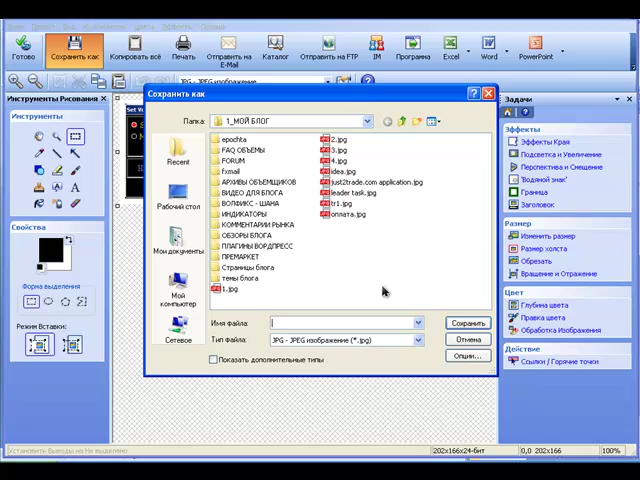 Готово
Сохранить как
Копировать всё
Печать
Отправить на E-Mail
Каталог
Отправить на FTP
IM
Программа
Excel
Word
PowerPoint
JPG - JPEG изображение
Инструменты Рисования
Инструменты
Свойства
Форма выделения
Режим Вставки:
Сохранить как
Папка:
1_МОЙ БЛОГ
Recent
Рабочий стол
Мои документы
Мой компьютер
Сетевое
epochta
FAQ ОБЪЕМЫ
FORUM
fxmail
АРХИВЫ ОБЪЕМЩИКОВ
ВИДЕО ДЛЯ БЛОГА
ВОЛФИКС - ШАНА
ИНДИКАТОРЫ
КОММЕНТАРИИ РЫНКА
ОБЗОРЫ БЛОГА
ПЛАГИНЫ ВОРДПРЕСС
ПРЕМАРКЕТ
Страницы блога
темы блога
1.jpg
2.jpg
3.jpg
4.jpg
idea.jpg
just2trade.com application.jpg
leader task.jpg
tr1.jpg
оплата.jpg
Имя Файла:
Сохранить
Тип Файла:
JPG - JPEG изображение (*.jpg)
Отмена
Показать дополнительные типы
Опции...
Задачи
Эффекты
Эффекты Края
Подсветка и Увеличение
Перспектива и Смещение
'Водяной знак'
Граница
Заголовок
Размер
Изменить размер
Размер холста
Обрезать
Вращение и Отражение
Цвет
Глубина цвета
Правка цвета
Обработка Изображения
Действие
Ссылки / Горячие точки
Установить Выводы на Не выделено
202x166x24-бит
0,0 202x166
100%